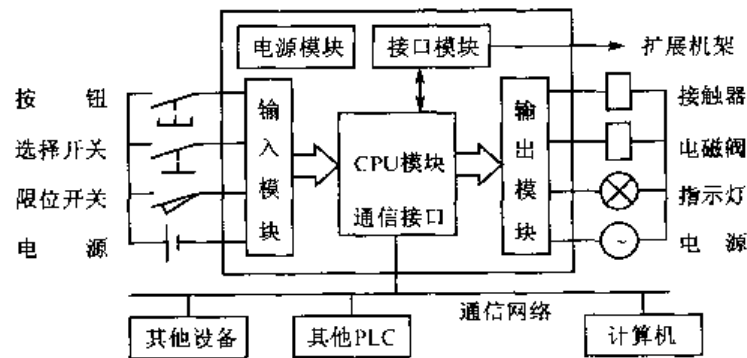 电源模块
接口模块
扩展机架
按 钮
选择开关
限位开关
电 源
输入模块
CPU模块
通信接口
输出模块
接触器
电磁阀
指示灯
电 源
~
通信网络
其他设备
其他PLC
计算机